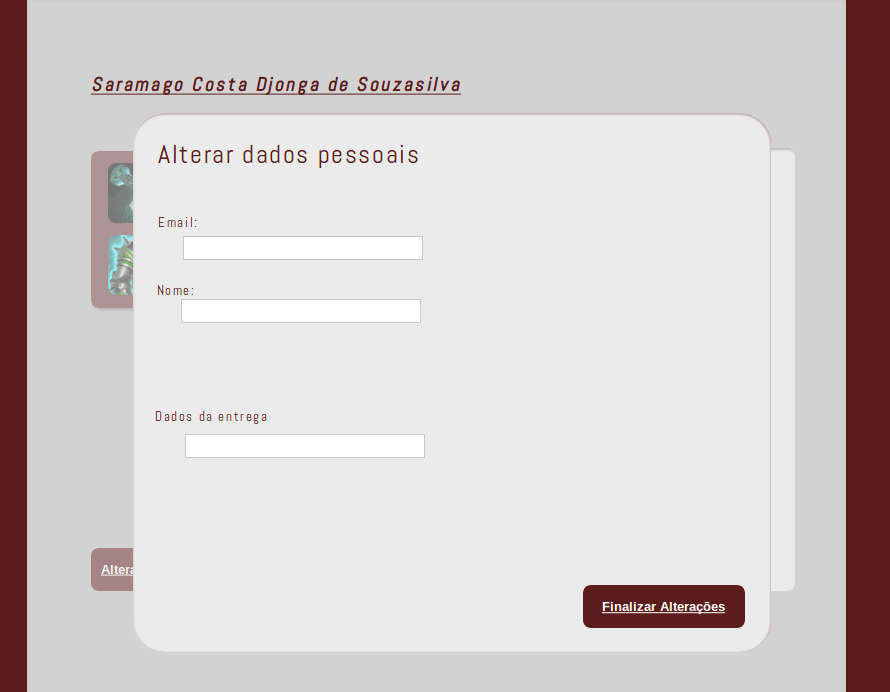 Saramago Costa Djonga de Souzasilva
Alterar dados pessoais
Email:
Nome:
Dados da entrega
Finalizar Alterações